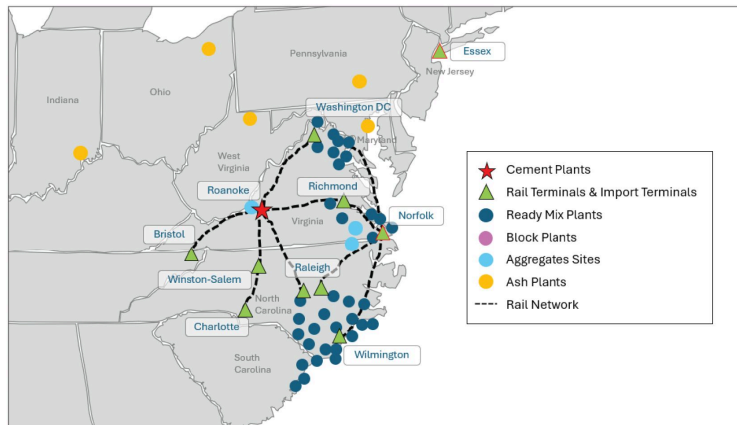 Pennsylvania
Essex
New Jersey
Ohio
Indiana
Washington DC
Maryland
West
Virginia
Roanoke
Richmond
Virginia
Norfolk
Bristol
Raleigh
Winston-Salem
North
Carolina
Charlotte
South
Carolina
Wilmington
Cement Plants
Rail Terminals & Import Terminals
Ready Mix Plants
Block Plants
Aggregates Sites
Ash Plants
Rail Network